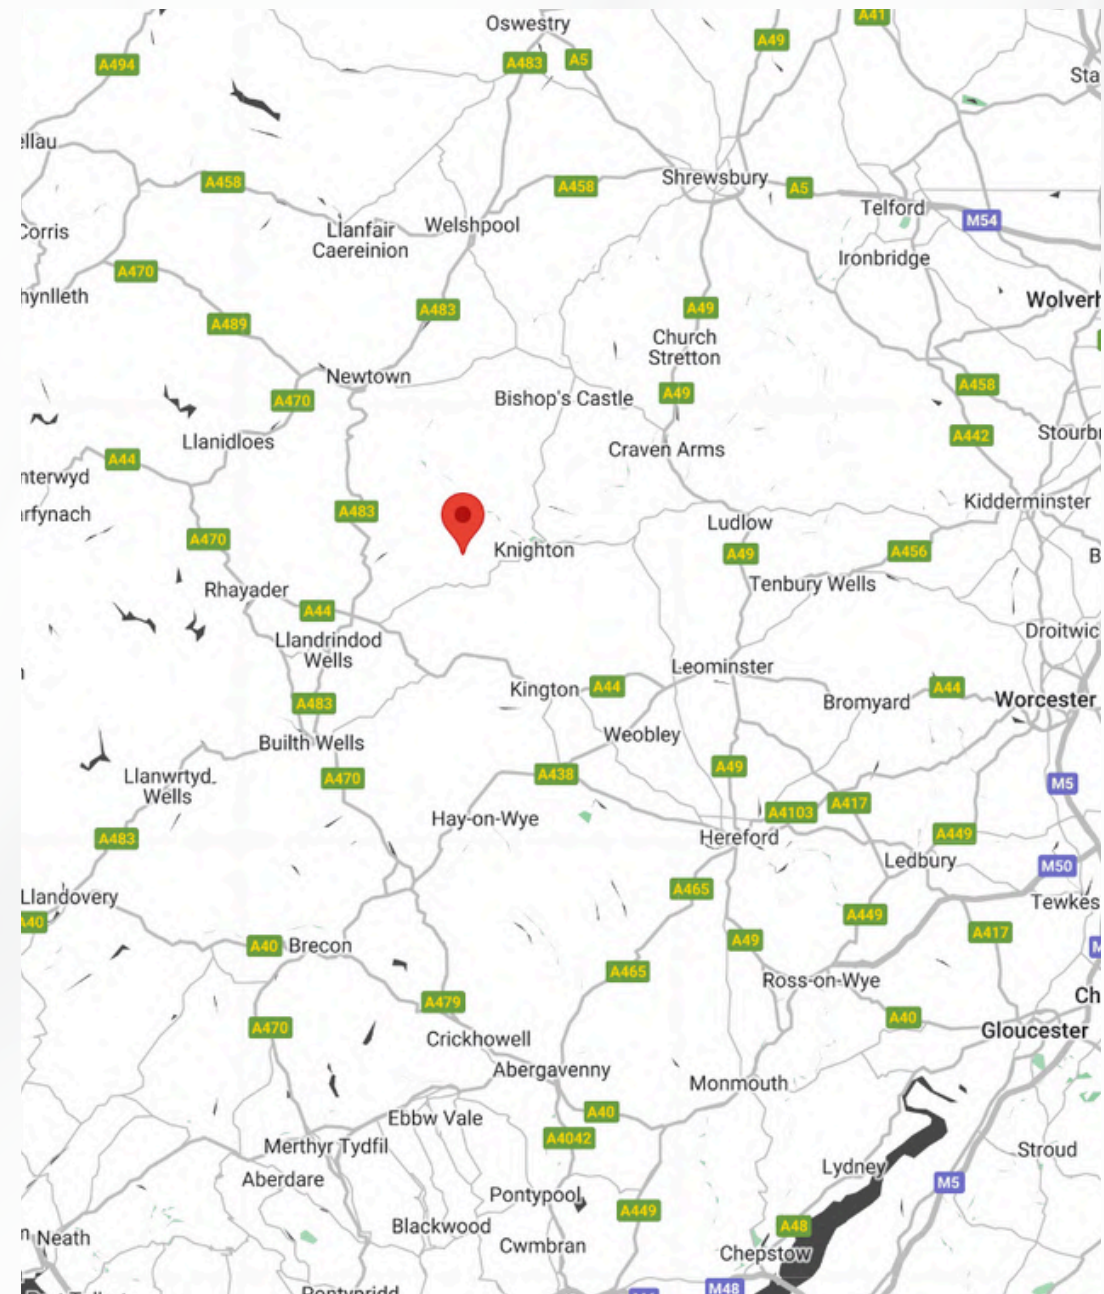 A41
Oswestry
A49
A483
A5
A494
Sta
ellau
Shrewsbury
A458
A458
A5
Telford
M54
Welshpool
Llanfair
Caereinion
Corris
Ironbridge
A470
hynlleth
Wolverh
A483
A49
A489
Church
Stretton
Newtown
A458
A49
Bishop's Castle
A470
Stourbr
A442
Llanidloes
Craven Arms
A44
nterwyd
Kidderminster
A483
arfynach
Ludlow
A470
Knighton
A49
A456
B
Tenbury Wells
Rhayader
A44
Droitwic
Llandrindod
Wells
Leominster
Kington
A44
A44
Bromyard
Worcester
A483
Weobley
Builth Wells
A49
A438
Llanwrtyd
Wells
A470
M5
A417
A4103
Hay-on-Wye
A449
A483
Hereford
Ledbury
M50
A465
Llandovery
Tewkes
A449
A40
A417
A49
A40
Brecon
M
A465
Ross-on-Wye
Ch
A479
A40
A470
Gloucester
Crickhowell
Abergavenny
Monmouth
A40
Ebbw Vale
A4042
Merthyr Tydfil
Stroud
Lydney
Aberdare
M5
Pontypool
A449
Blackwood
A48
Neath
Cwmbran
Chepstow
M48
Pontypridd